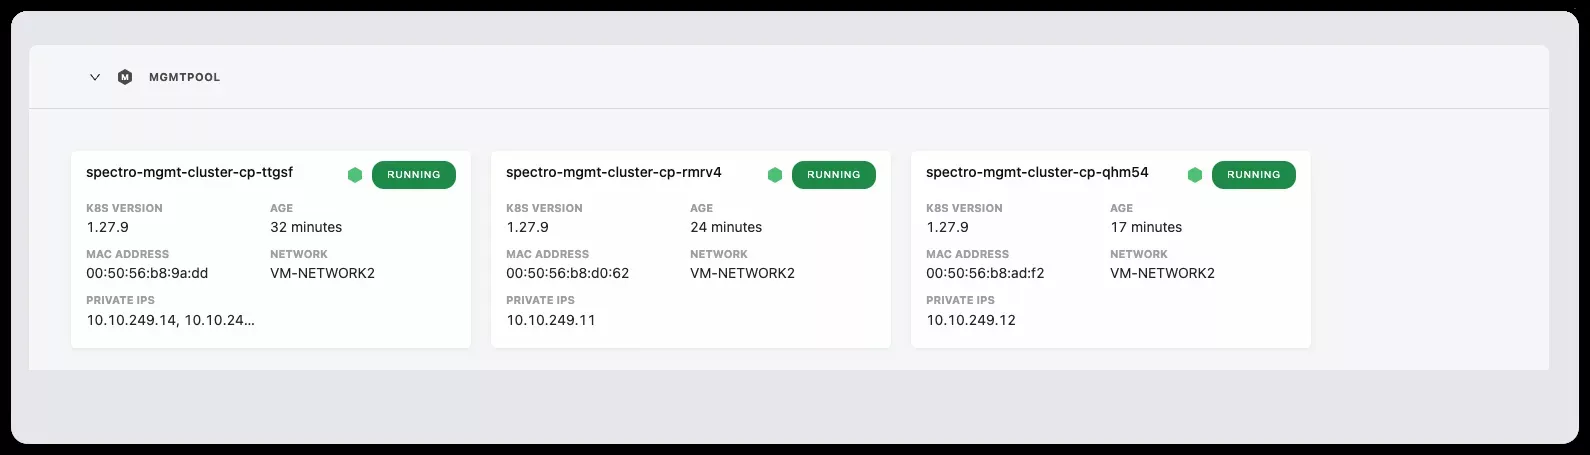 M MGMTPOOL
spectro-mgmt-cluster-cp-ttgsf RUNNING
K8S VERSION AGE
1.27.9 32 minutes
MAC ADDRESS NETWORK
00:50:56:b8:9a:dd VM-NETWORK2
PRIVATE IPS
10.10.249.14, 10.10.24...
spectro-mgmt-cluster-cp-rmrv4 RUNNING
K8S VERSION AGE
1.27.9 24 minutes
MAC ADDRESS NETWORK
00:50:56:b8:d0:62 VM-NETWORK2
PRIVATE IPS
10.10.249.11
spectro-mgmt-cluster-cp-qhm54 RUNNING
K8S VERSION AGE
1.27.9 17 minutes
MAC ADDRESS NETWORK
00:50:56:b8:ad:f2 VM-NETWORK2
PRIVATE IPS
10.10.249.12